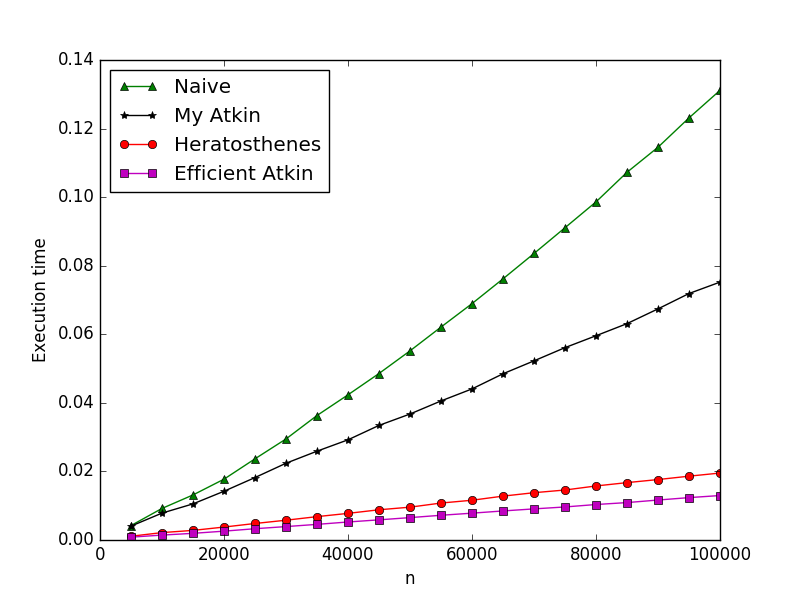 0.14
0.12
0.10
0.08
0.06
0.04
0.02
0.00
Execution time
Naive
My Atkin
Heratosthenes
Efficient Atkin
0
20000
40000
60000
80000
100000
n